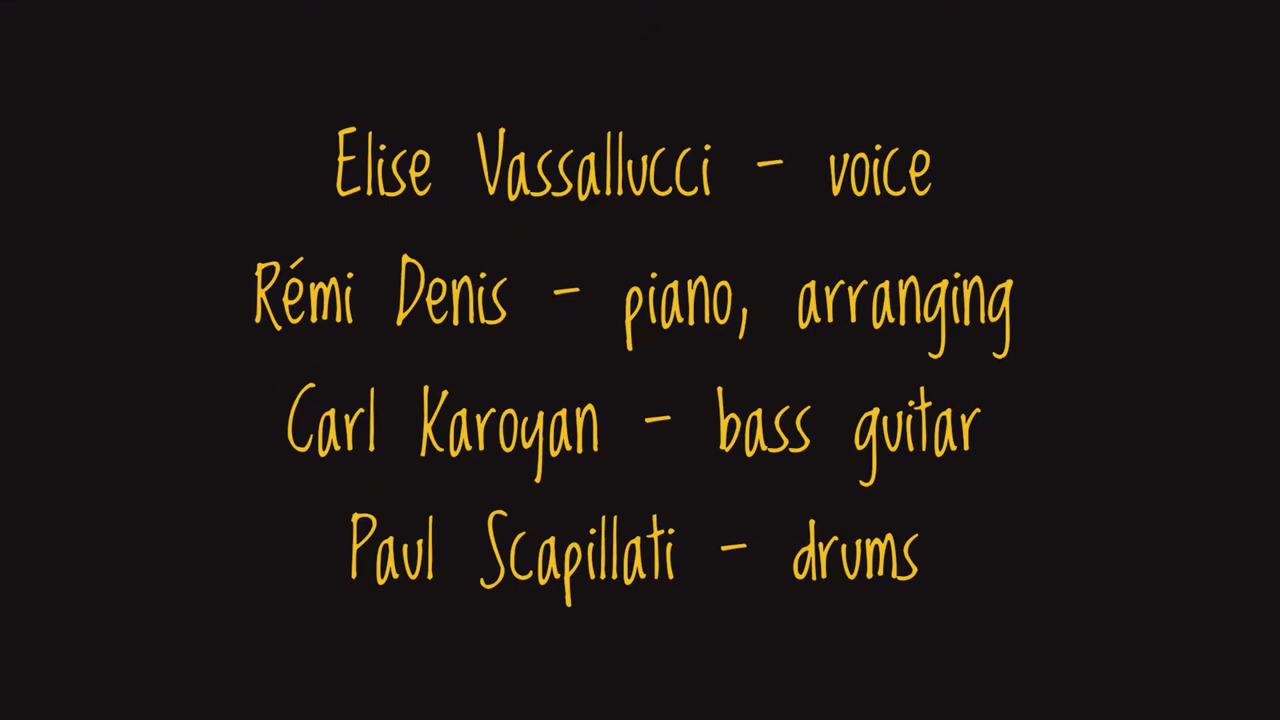 Elise Vassallucci - voice
Rémi Denis - piano, arranging
Carl Karoyan - bass guitar
Paul Scapillati - drums